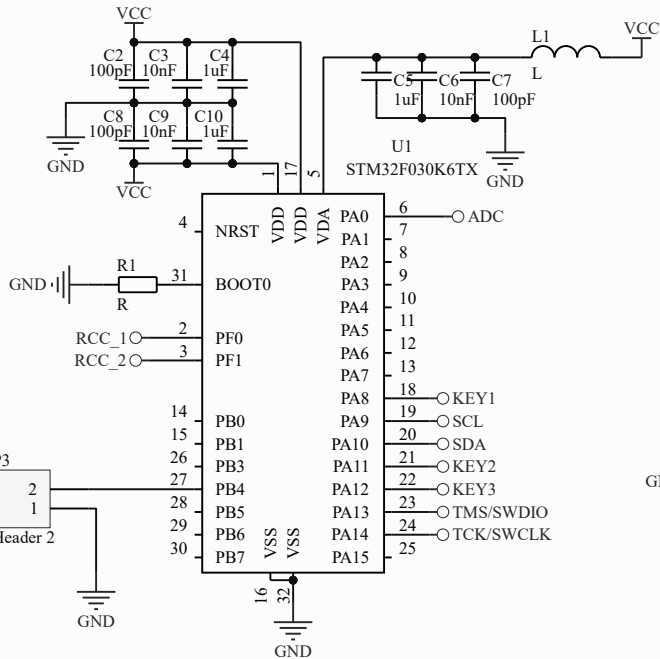 VCC
L1
VCC
L
C2
C3
C4
100pF
10nF
1uF
C5
C6
C7
1uF
10nF
100pF
C8
C9
C10
100pF
10nF
1uF
GND
VCC
GND
U1
STM32F030K6TX
1
17
5
VDD
VDD
VDA
4
NRST
PA0
6
ADC
PA1
7
PA2
8
GND
R1
R
31
BOOT0
PA3
9
PA4
10
RCC_1
2
PF0
PA5
11
RCC_2
3
PF1
PA6
12
PA7
13
PA8
18
KEY1
14
PB0
PA9
19
SCL
15
PB1
PA10
20
SDA
26
PB3
PA11
21
KEY2
27
PB4
PA12
22
KEY3
28
PB5
PA13
23
TMS/SWDIO
29
PB6
PA14
24
TCK/SWCLK
30
PB7
PA15
25
VSS
VSS
16
32
GND
3
2
1
Header 2
GND
G